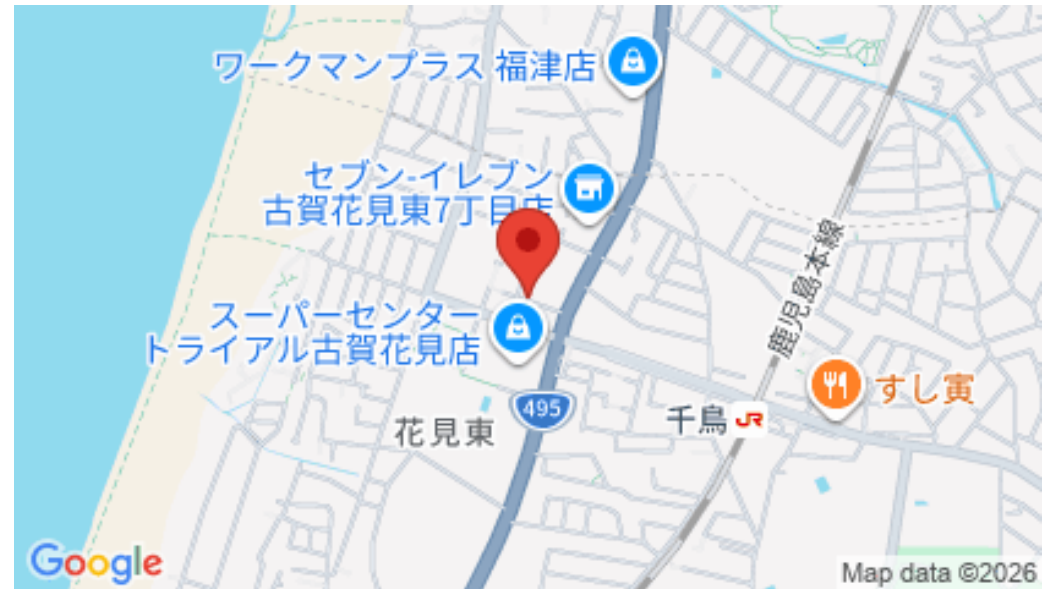 ワークマンプラス 福津店
セブン-イレブン
古賀花見東7丁目店
スーパーセンター
トライアル古賀花見店
鹿児島本線
495
花見東
千鳥 JR
すし寅
Google
Map data ©2026